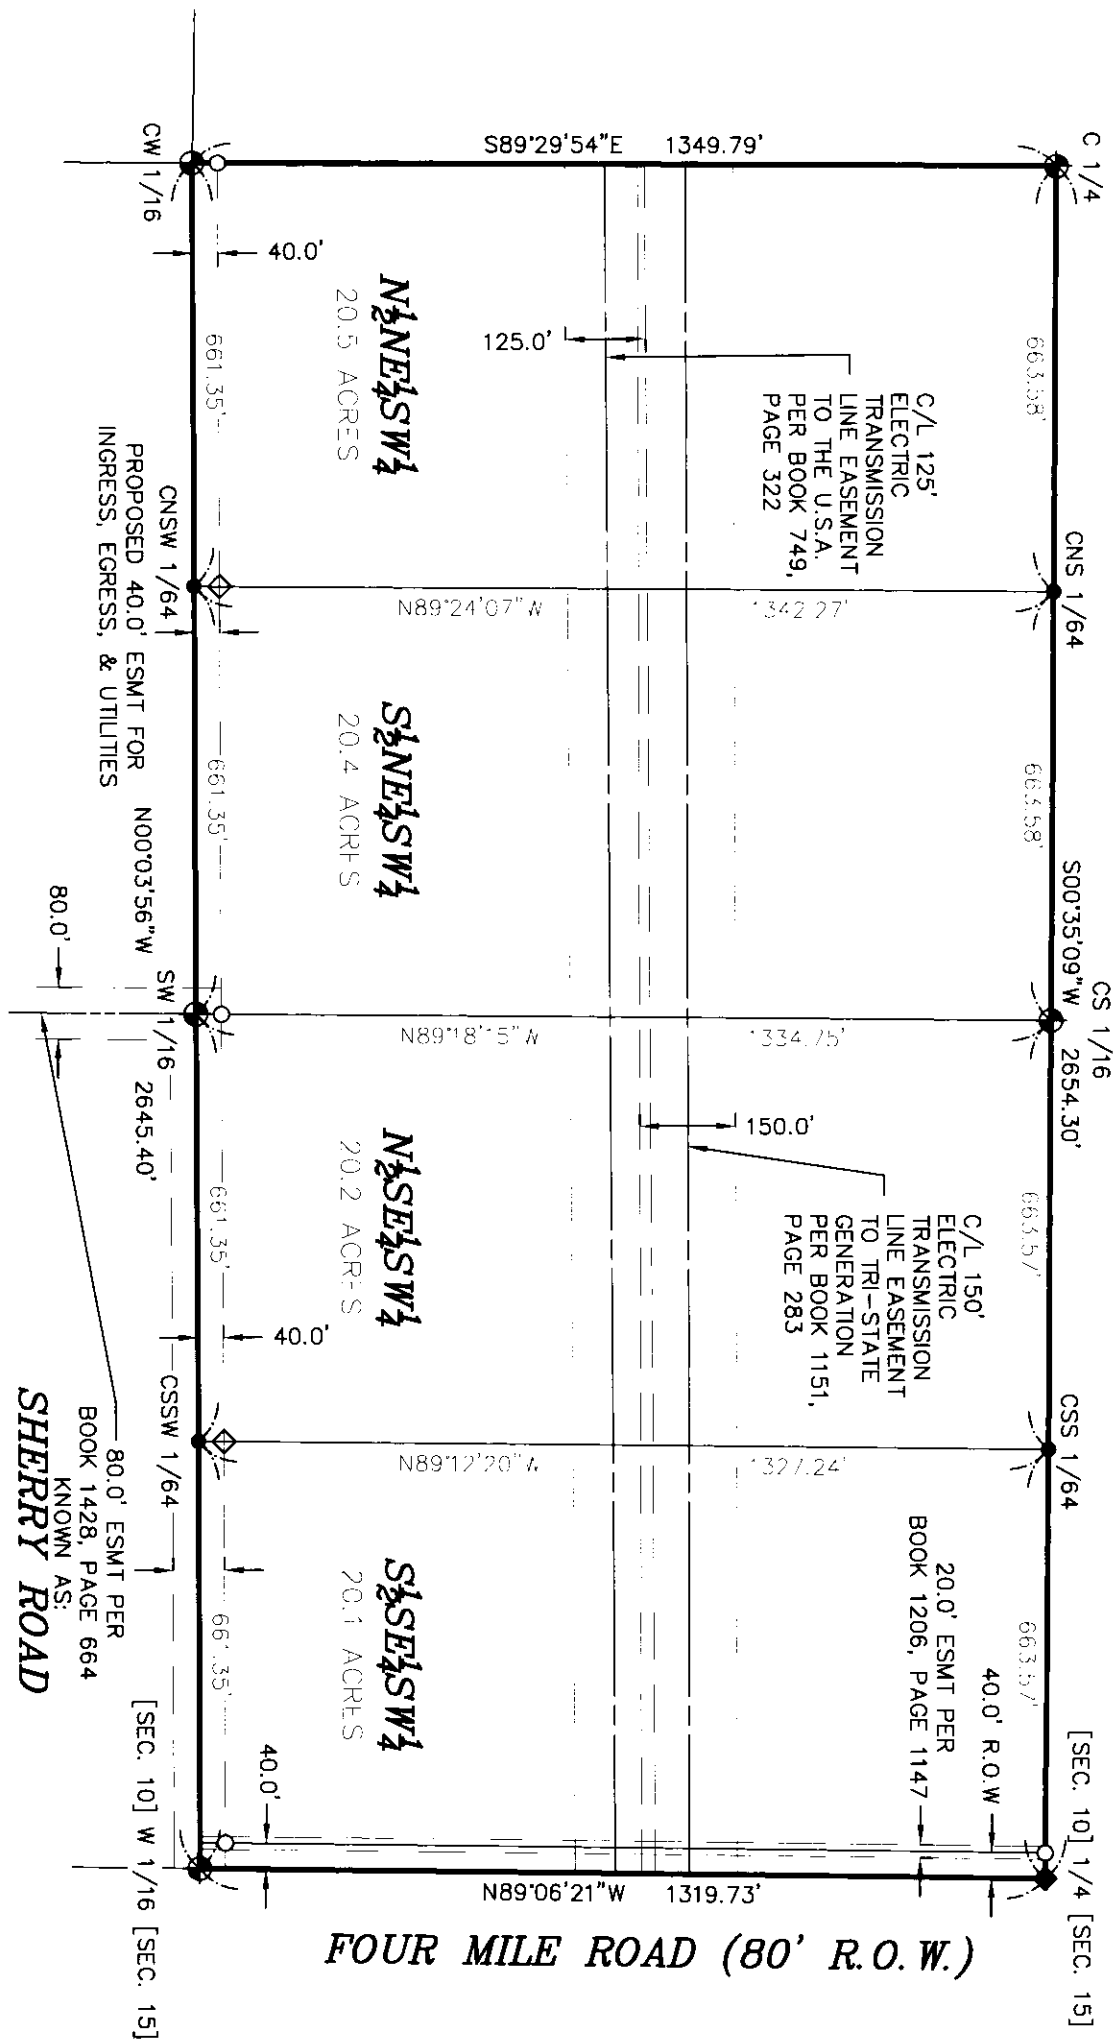 C 1/4
S89°29'54"E 1349.79'
CW 1/16
40.0'
663.58'
661.35'
N½NE¼SW¼
20.5 ACRES
125.0'
C/L 125'
ELECTRIC
TRANSMISSION
LINE EASEMENT
TO THE U.S.A.
PER BOOK 749,
PAGE 322
CNS 1/64
N89°24'07"W 1342.27'
CNSW 1/64
PROPOSED 40.0' ESMT FOR
INGRESS, EGRESS, & UTILITIES
663.58'
661.35'
S½NE¼SW¼
20.4 ACRES
S00°35'09"W 2654.30'
N00°03'56"W 2645.40'
80.0'
CS 1/16
N89°18'15"W 1334.75'
SW 1/16
150.0'
C/L 150'
ELECTRIC
TRANSMISSION
LINE EASEMENT
TO TRI-STATE
GENERATION
PER BOOK 1151,
PAGE 283
663.57'
661.35'
N½SE¼SW¼
20.2 ACRES
40.0'
CSS 1/64
N89°12'20"W 1327.24'
CSSW 1/64
80.0' ESMT PER
BOOK 1428, PAGE 664
KNOWN AS:
SHERRY ROAD
663.57'
661.35'
S½SE¼SW¼
20.1 ACRES
20.0' ESMT PER
BOOK 1206, PAGE 1147
40.0' R.O.W
40.0'
[SEC. 10] 1/4 [SEC. 15]
N89°06'21"W 1319.73'
[SEC. 10] W 1/16 [SEC. 15]
FOUR MILE ROAD (80' R.O.W.)